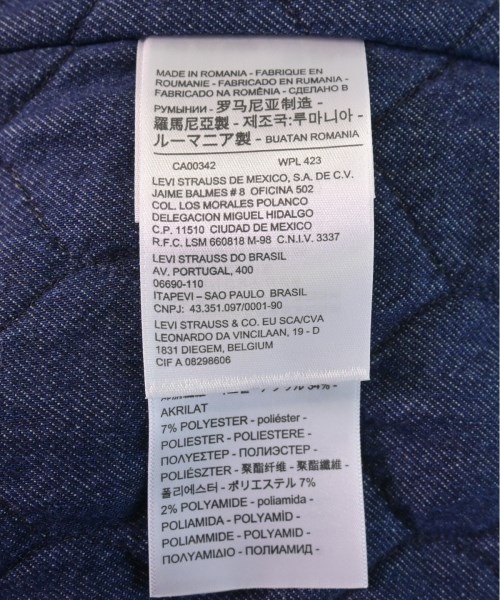 MADE IN ROMANIA - FABRIQUE EN
ROUMANIE - FABRICADO EN RUMANIA -
FABRICADO NA ROMÊNIA - СДЕЛАНО В
РУМЫНИИ - 罗马尼亚制造 -
羅馬尼亞製 - 제조국:루마니아 -
ルーマニア製 - BUATAN ROMANIA
CA00342 WPL 423
LEVI STRAUSS DE MEXICO, S.A. DE C.V.
JAIME BALMES # 8 OFICINA 502
COL. LOS MORALES POLANCO
DELEGACION MIGUEL HIDALGO
C.P. 11510 CIUDAD DE MEXICO
R.F.C. LSM 660818 M-98 C.N.I.V. 3337
LEVI STRAUSS DO BRASIL
AV. PORTUGAL, 400
06690-110
ITAPEVI – SAO PAULO BRASIL
CNPJ: 43.351.097/0001-90
LEVI STRAUSS & CO. EU SCA/CVA
LEONARDO DA VINCILAAN, 19 - D
1831 DIEGEM, BELGIUM
CIF A 08298606
AKRILAT
7% POLYESTER - poliéster -
POLIESTER - POLIESTERE -
ΠΟΛΥΕΣΤΕΡ - ПОЛИЭСТЕР -
POLIÉSZTER - 聚酯纤维 - 聚酯纖維 -
폴리에스터 - ポリエステル 7%
2% POLYAMIDE - poliamida -
POLIAMIDA - POLYAMÍD -
POLIAMMIDE - POLYAMID -
ΠΟΛΥΑΜΙΔΙΟ - ПОЛИАМИД -